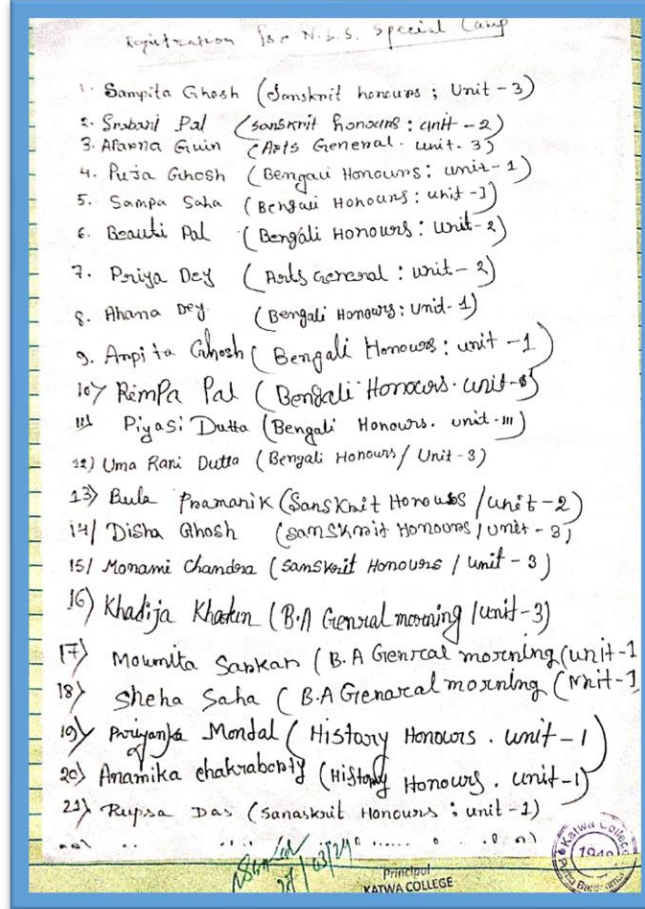 Registration for N.S.S. Special Camp
1. Sampita Ghosh (Sanskrit honours ; Unit - 3)
2. Srabani Pal (sanskrit honours : unit - 2)
3. Aparna Guin (Arts General . unit - 3)
4. Puja Ghosh (Bengali Honours : unit - 1)
5. Sampa Saha (Bengali Honours : unit - 1)
6. Beauti Pal (Bengali Honours : unit - 2)
7. Priya Dey (Arts General : unit - 2)
8. Ahana Dey (Bengali Honours : unit - 1)
9. Arpita Ghosh (Bengali Honours : unit - 1)
10) Rimpa Pal (Bengali Honours . unit -
11) Piyasi Dutta (Bengali Honours . unit - III)
12) Uma Rani Dutta (Bengali Honours / Unit - 3)
13) Bula Pramanik (Sanskrit Honours / unit - 2)
14/ Disha Ghosh (sanskrit Honours / unit - 3)
15/ Monami Chandra (sanskrit Honours / unit - 3)
16) Khadija Khatun (B.A Genral morning / unit - 3)
17) Moumita Sarkar (B.A Genral morning (unit - 1
18) Sneha Saha (B.A Genaral morning (unit - 1
19) Priyanka Mondal (History Honours . unit - 1)
20) Anamika chakraborty (History Honours . unit - 1)
21) Rupsa Das (Sanaskrit Honours ; unit - 1)
Principal
KATWA COLLEGE
Katwa College